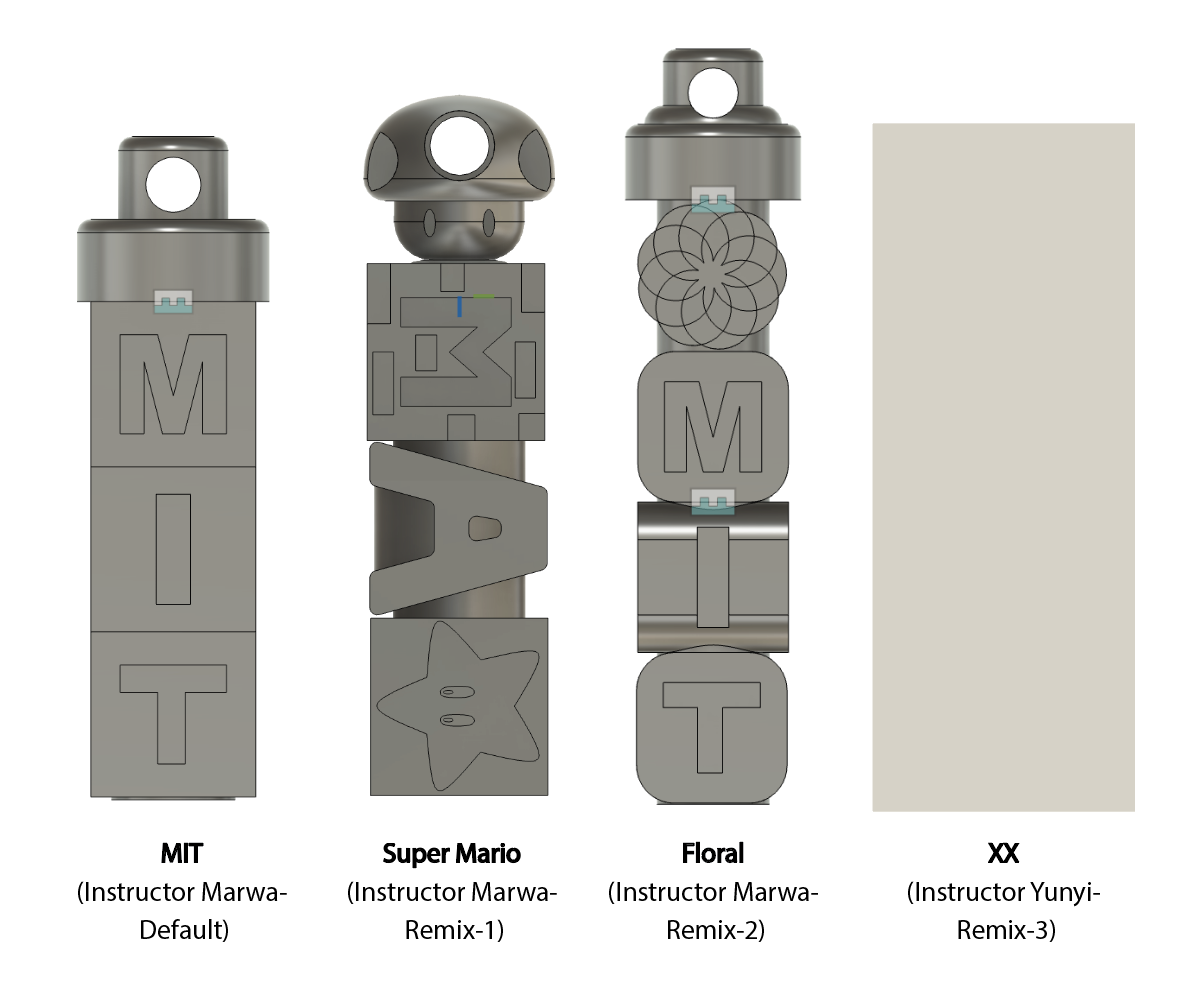 M
I
T
M
A
M
I
T
MIT
(Instructor Marwa-
Default)
Super Mario
(Instructor Marwa-
Remix-1)
Floral
(Instructor Marwa-
Remix-2)
XX
(Instructor Yunyi-
Remix-3)